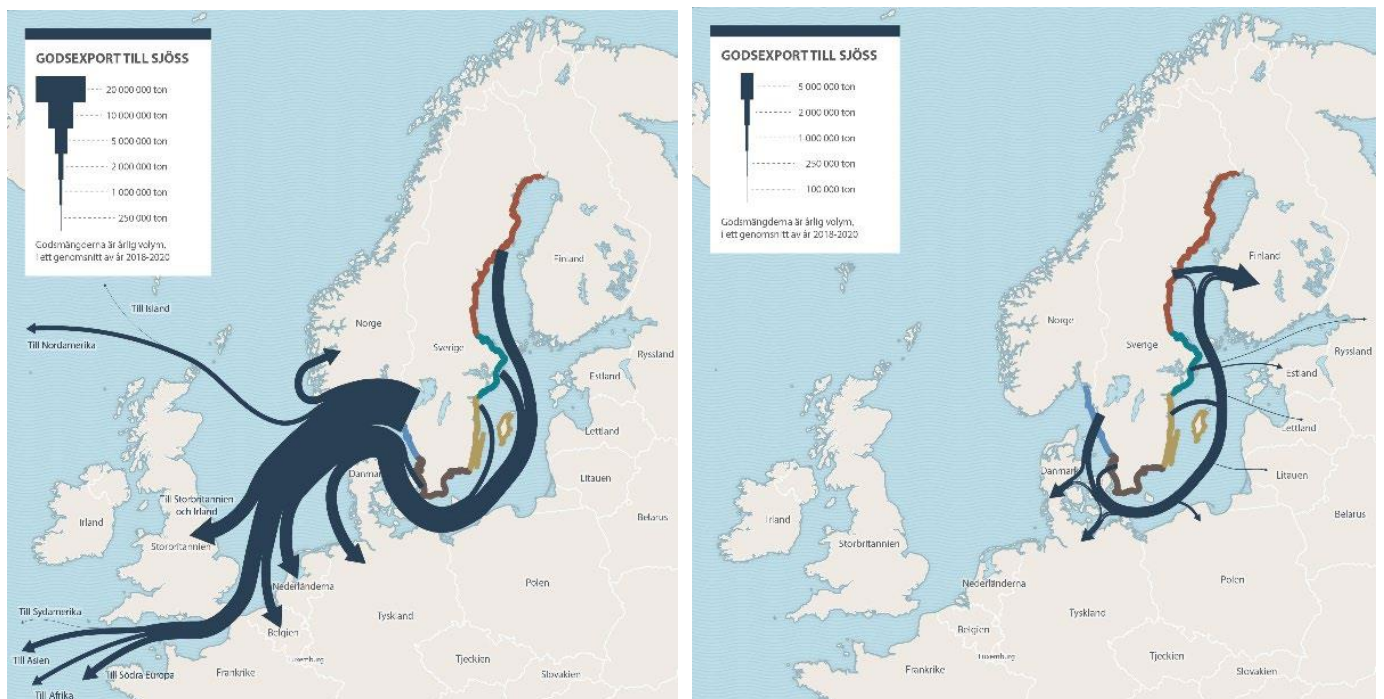 GODSEXPORT TILL SJÖSS
20 000 000 ton
10 000 000 ton
5 000 000 ton
2 000 000 ton
1 000 000 ton
250 000 ton
Godsmängderna är årlig volym.
i ett genomsnitt av år 2018-2020
Till Island
Till Nordamerika
Norge
Sverige
Finland
Ryssland
Estland
Lettland
Danmark
Litauen
Till Storbritannien
och Irland
Irland
Storbritannien
Belarus
Nederländerna
Polen
Till Sydamerika
Tyskland
Belgien
Till Asien
Luxemburg
Till Södra Europa
Frankrike
Tjeckien
Till Afrika
Slovakien
GODSEXPORT TILL SJÖSS
5 000 000 ton
2 000 000 ton
1 000 000 ton
250 000 ton
100 000 ton
Godsmängderna är årlig volym.
i ett genomsnitt av år 2018-2020
Finland
Norge
Sverige
Ryssland
Estland
Lettland
Danmark
Litauen
Irland
Storbritannien
Belarus
Nederländerna
Polen
Tyskland
Belgien
Luxemburg
Frankrike
Tjeckien
Slovakien